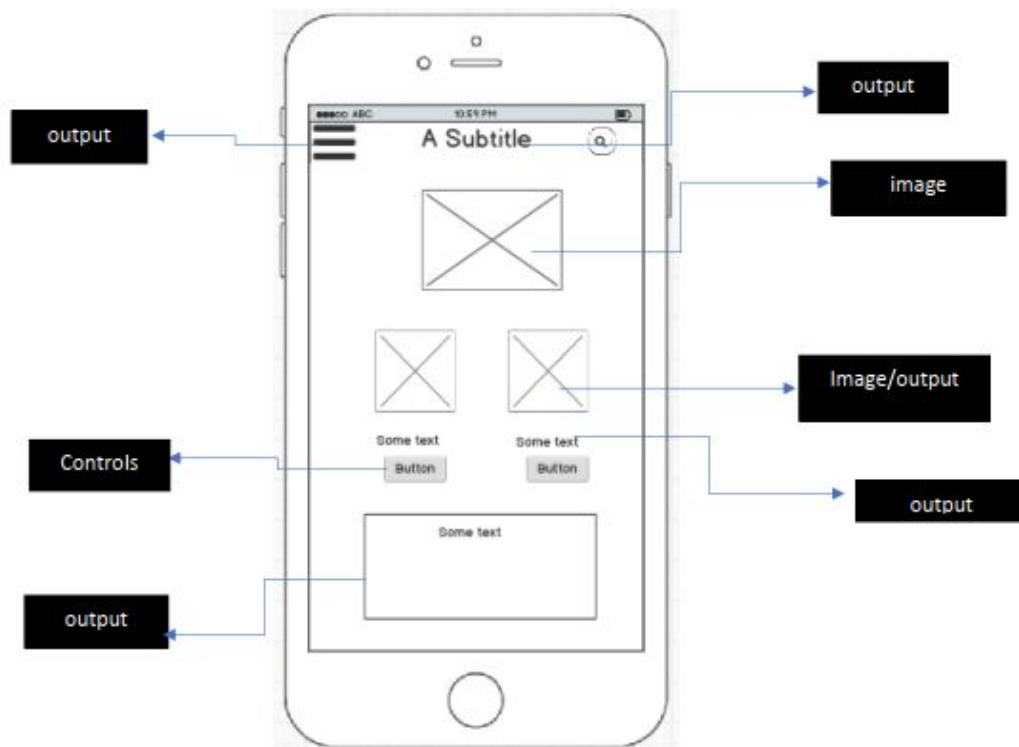 output
output
●●●○○ ABC 10:59 PM
A Subtitle
image
Image/output
Some text Some text
Controls
Button Button
output
Some text
output